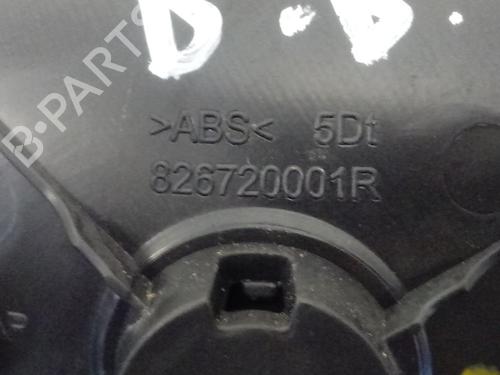 D.D.
B-PARTS
>ABS< 5Dt
826720001R